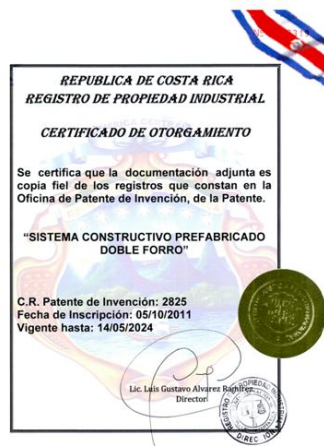 REPUBLICA DE COSTA RICA
REGISTRO DE PROPIEDAD INDUSTRIAL
CERTIFICADO DE OTORGAMIENTO
Se certifica que la documentación adjunta es
copia fiel de los registros que constan en la
Oficina de Patente de Invención, de la Patente.
“SISTEMA CONSTRUCTIVO PREFABRICADO
DOBLE FORRO”
C.R. Patente de Invención: 2825
Fecha de Inscripción: 05/10/2011
Vigente hasta: 14/05/2024
Lic. Luis Gustavo Alvarez Ramírez
Director